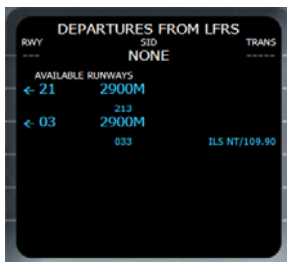 DEPARTURES FROM LFRS
RWY SID TRANS
--- NONE -----
AVAILABLE RUNWAYS
← 21 2900M
213
← 03 2900M
033 ILS NT/109.90